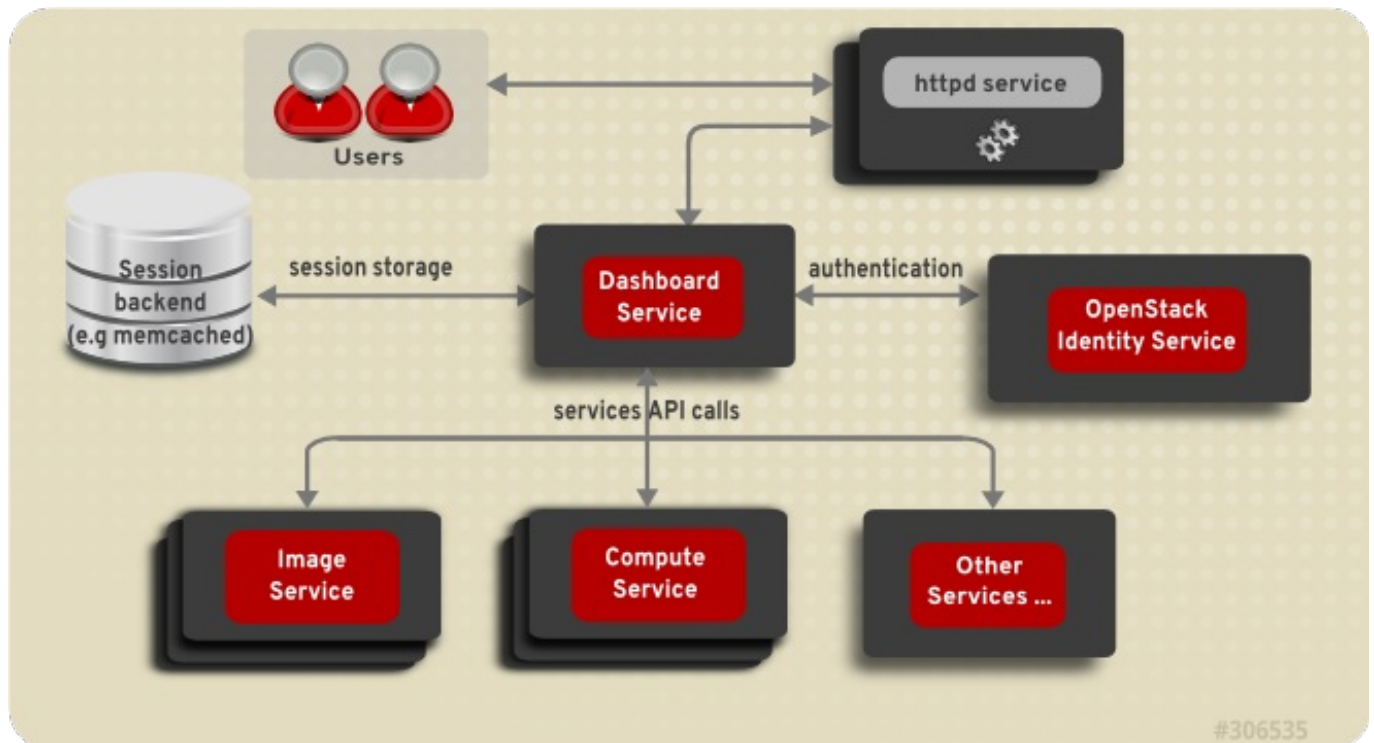 httpd service
Users
Session
backend
(e.g memcached)
session storage
Dashboard
Service
authentication
OpenStack
Identity Service
services API calls
Image
Service
Compute
Service
Other
Services ...
#306535